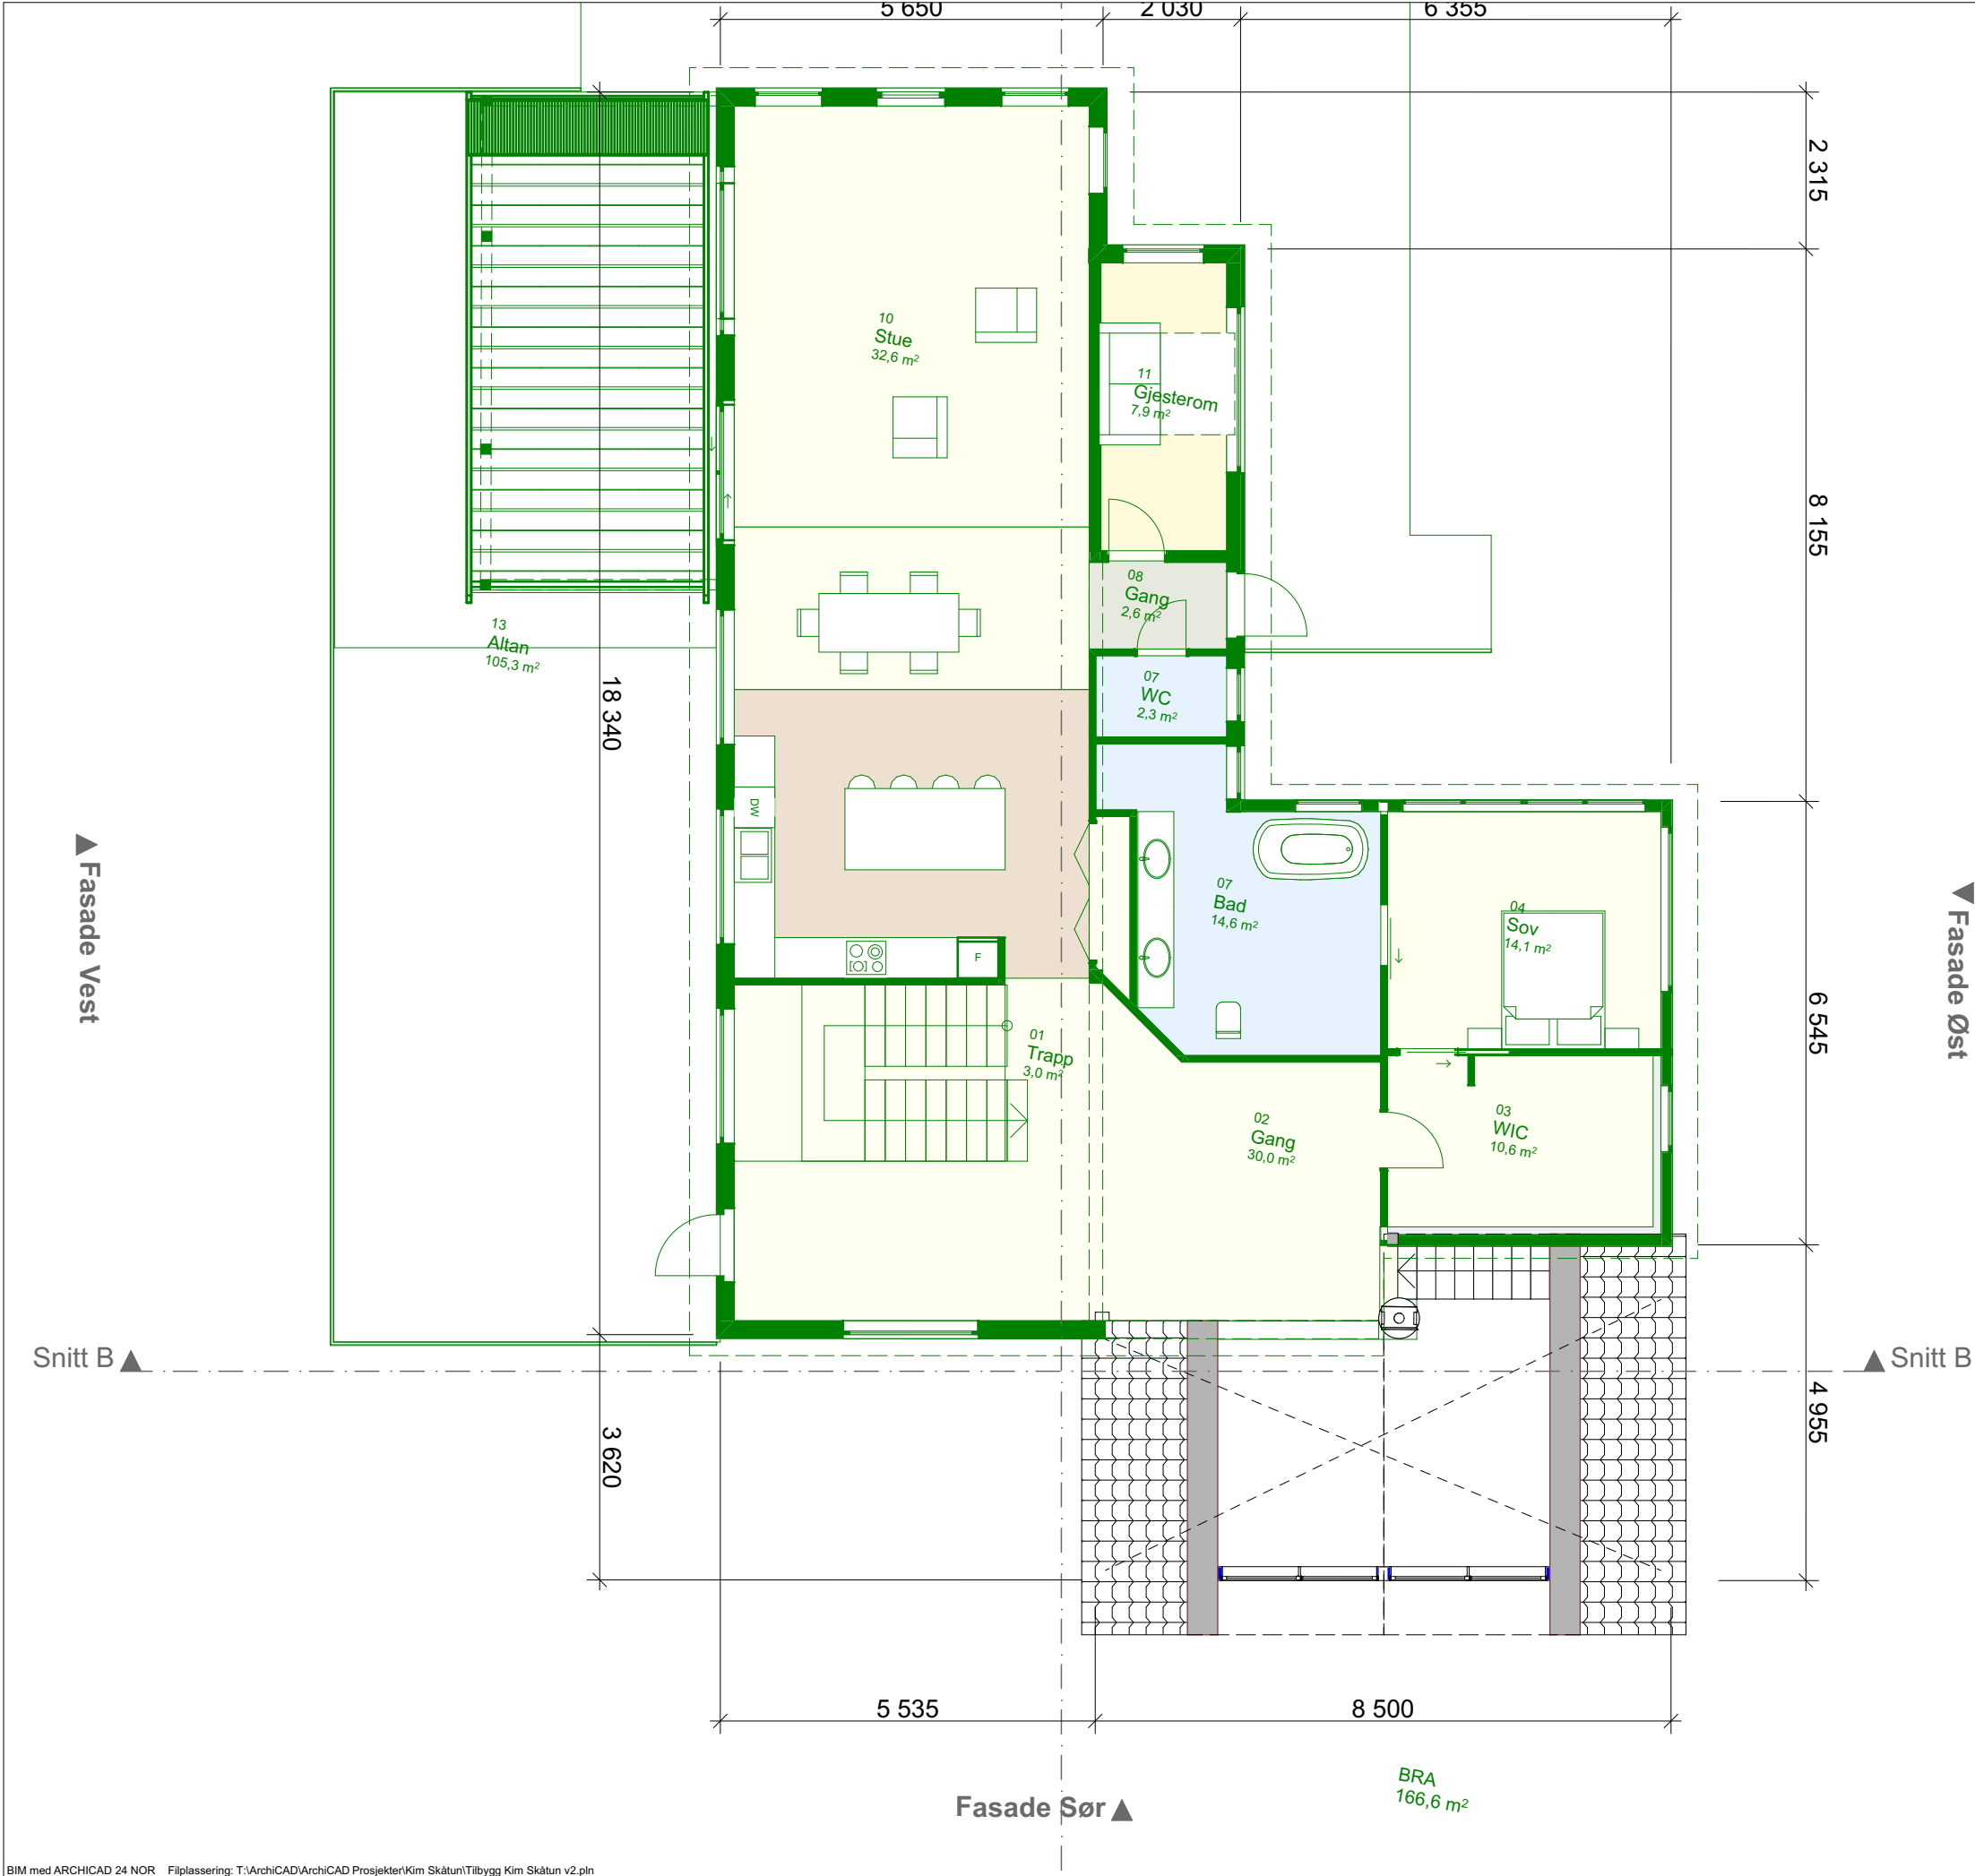 5 650
2 030
6 355
2 315
8 155
6 545
4 955
18 340
3 620
10
Stue
32,6 m²
11
Gjesterom
7,9 m²
08
Gang
2,6 m²
13
Altan
105,3 m²
07
WC
2,3 m²
DW
07
Bad
14,6 m²
04
Sov
14,1 m²
F
01
Trapp
3,0 m²
02
Gang
30,0 m²
03
WIC
10,6 m²
Fasade Vest
Fasade Øst
Snitt B
Snitt B
5 535
8 500
BRA
166,6 m²
Fasade Sør
BIM med ARCHICAD 24 NOR Filplassering: T:\ArchiCAD\ArchiCAD Prosjekter\Kim Skåtun\Tilbygg Kim Skåtun v2.pln